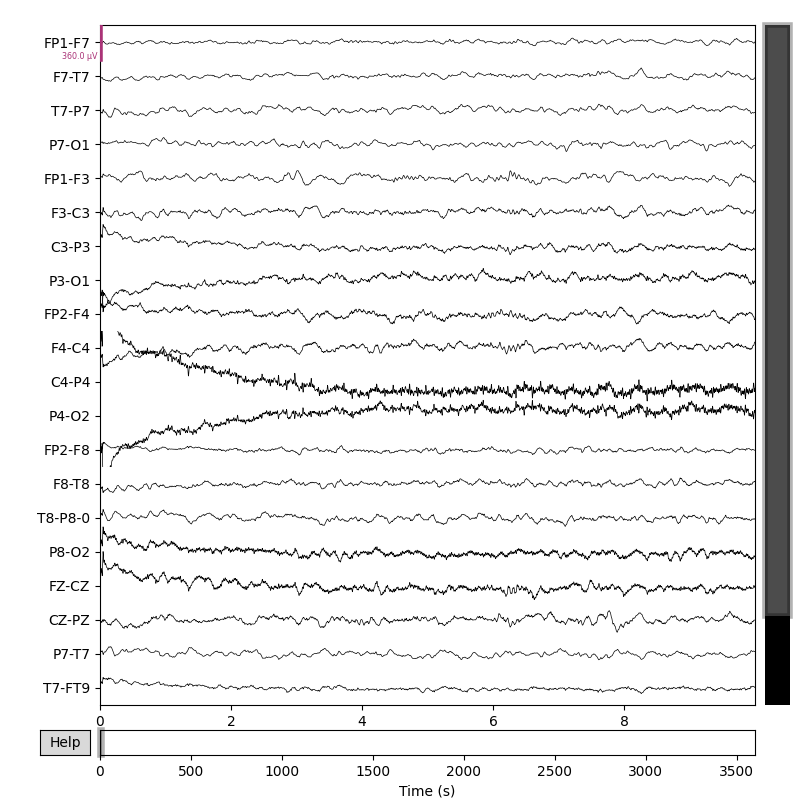 FP1-F7
360.0 µV
F7-T7
T7-P7
P7-O1
FP1-F3
F3-C3
C3-P3
P3-O1
FP2-F4
F4-C4
C4-P4
P4-O2
FP2-F8
F8-T8
T8-P8-0
P8-O2
FZ-CZ
CZ-PZ
P7-T7
T7-FT9
0 2 4 6 8
Help
0 500 1000 1500 2000 2500 3000 3500
Time (s)